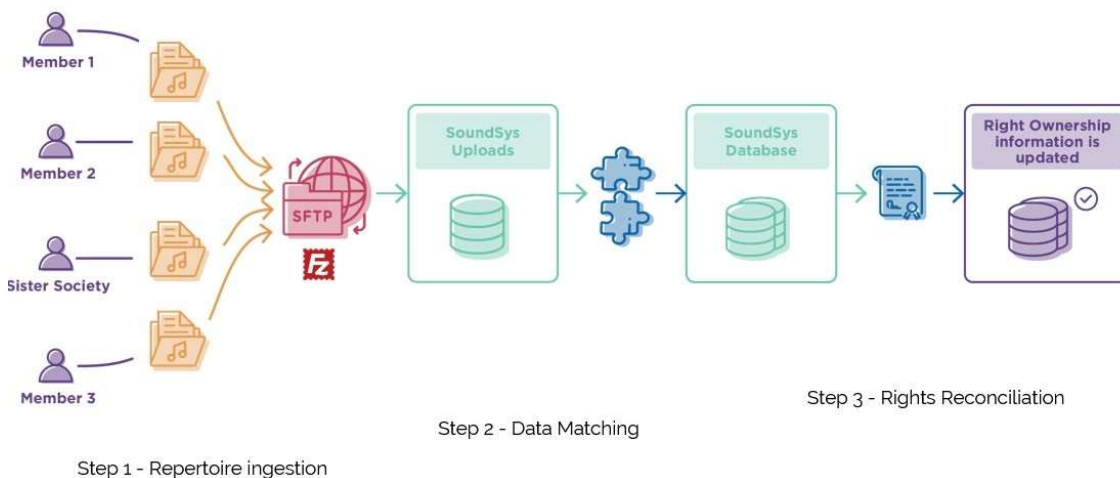 Member 1
Member 2
Sister Society
Member 3
SFTP
Fz
SoundSys
Uploads
SoundSys
Database
Right Ownership
information is
updated
Step 3 - Rights Reconciliation
Step 2 - Data Matching
Step 1 - Repertoire ingestion